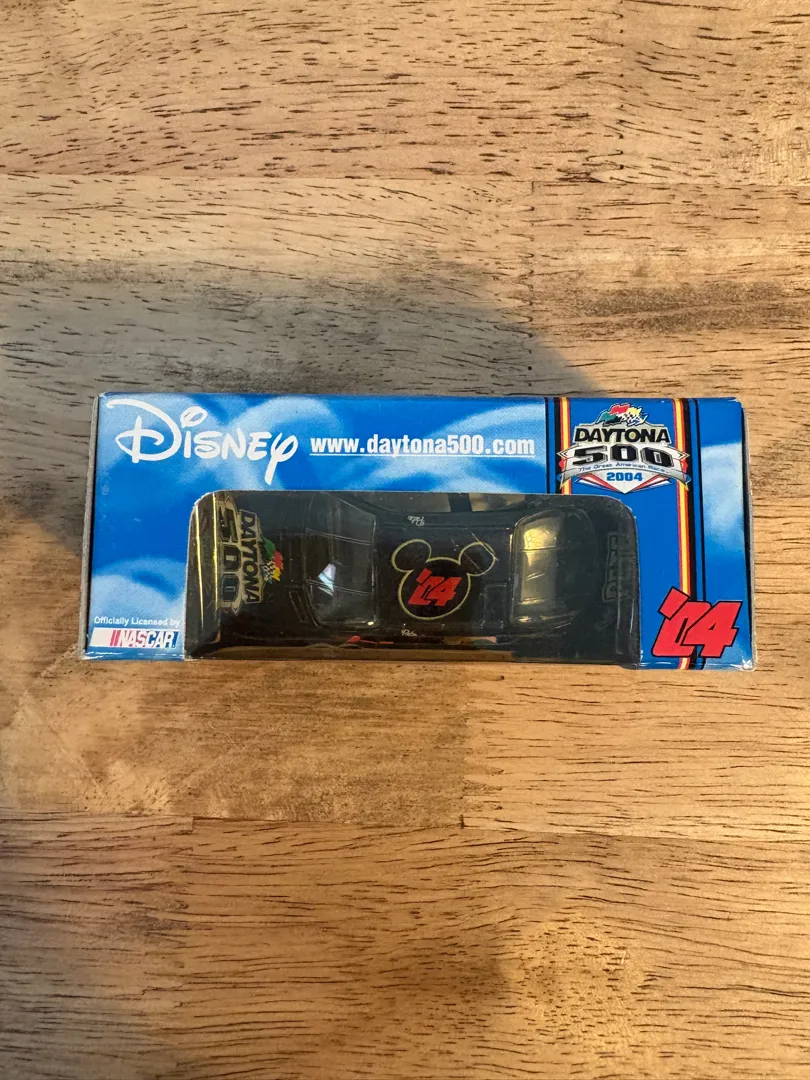 Disney
www.daytona500.com
DAYTONA
500
The Great American Race
2004
DAYTONA
500
'04
Officially Licensed by
NASCAR
'04